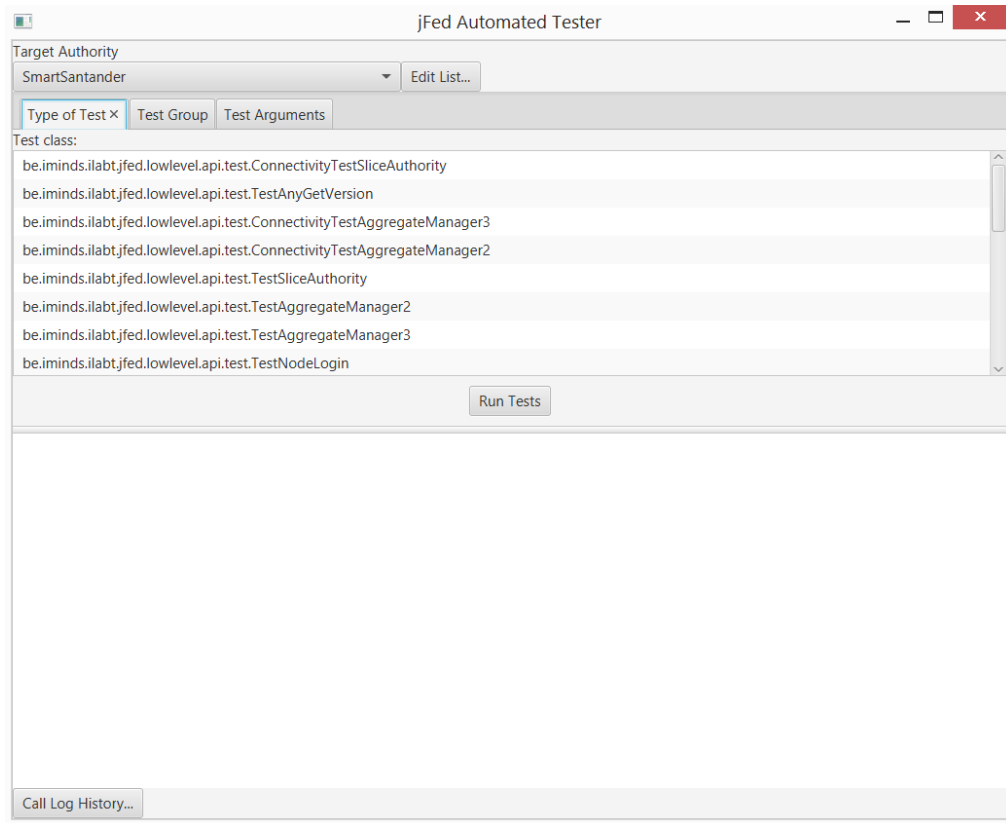 jFed Automated Tester
Target Authority
SmartSantander
Edit List...
Type of Test × Test Group Test Arguments
Test class:
be.iminds.ilabt.jfed.lowlevel.api.test.ConnectivityTestSliceAuthority
be.iminds.ilabt.jfed.lowlevel.api.test.TestAnyGetVersion
be.iminds.ilabt.jfed.lowlevel.api.test.ConnectivityTestAggregateManager3
be.iminds.ilabt.jfed.lowlevel.api.test.ConnectivityTestAggregateManager2
be.iminds.ilabt.jfed.lowlevel.api.test.TestSliceAuthority
be.iminds.ilabt.jfed.lowlevel.api.test.TestAggregateManager2
be.iminds.ilabt.jfed.lowlevel.api.test.TestAggregateManager3
be.iminds.ilabt.jfed.lowlevel.api.test.TestNodeLogin
Run Tests
Call Log History...